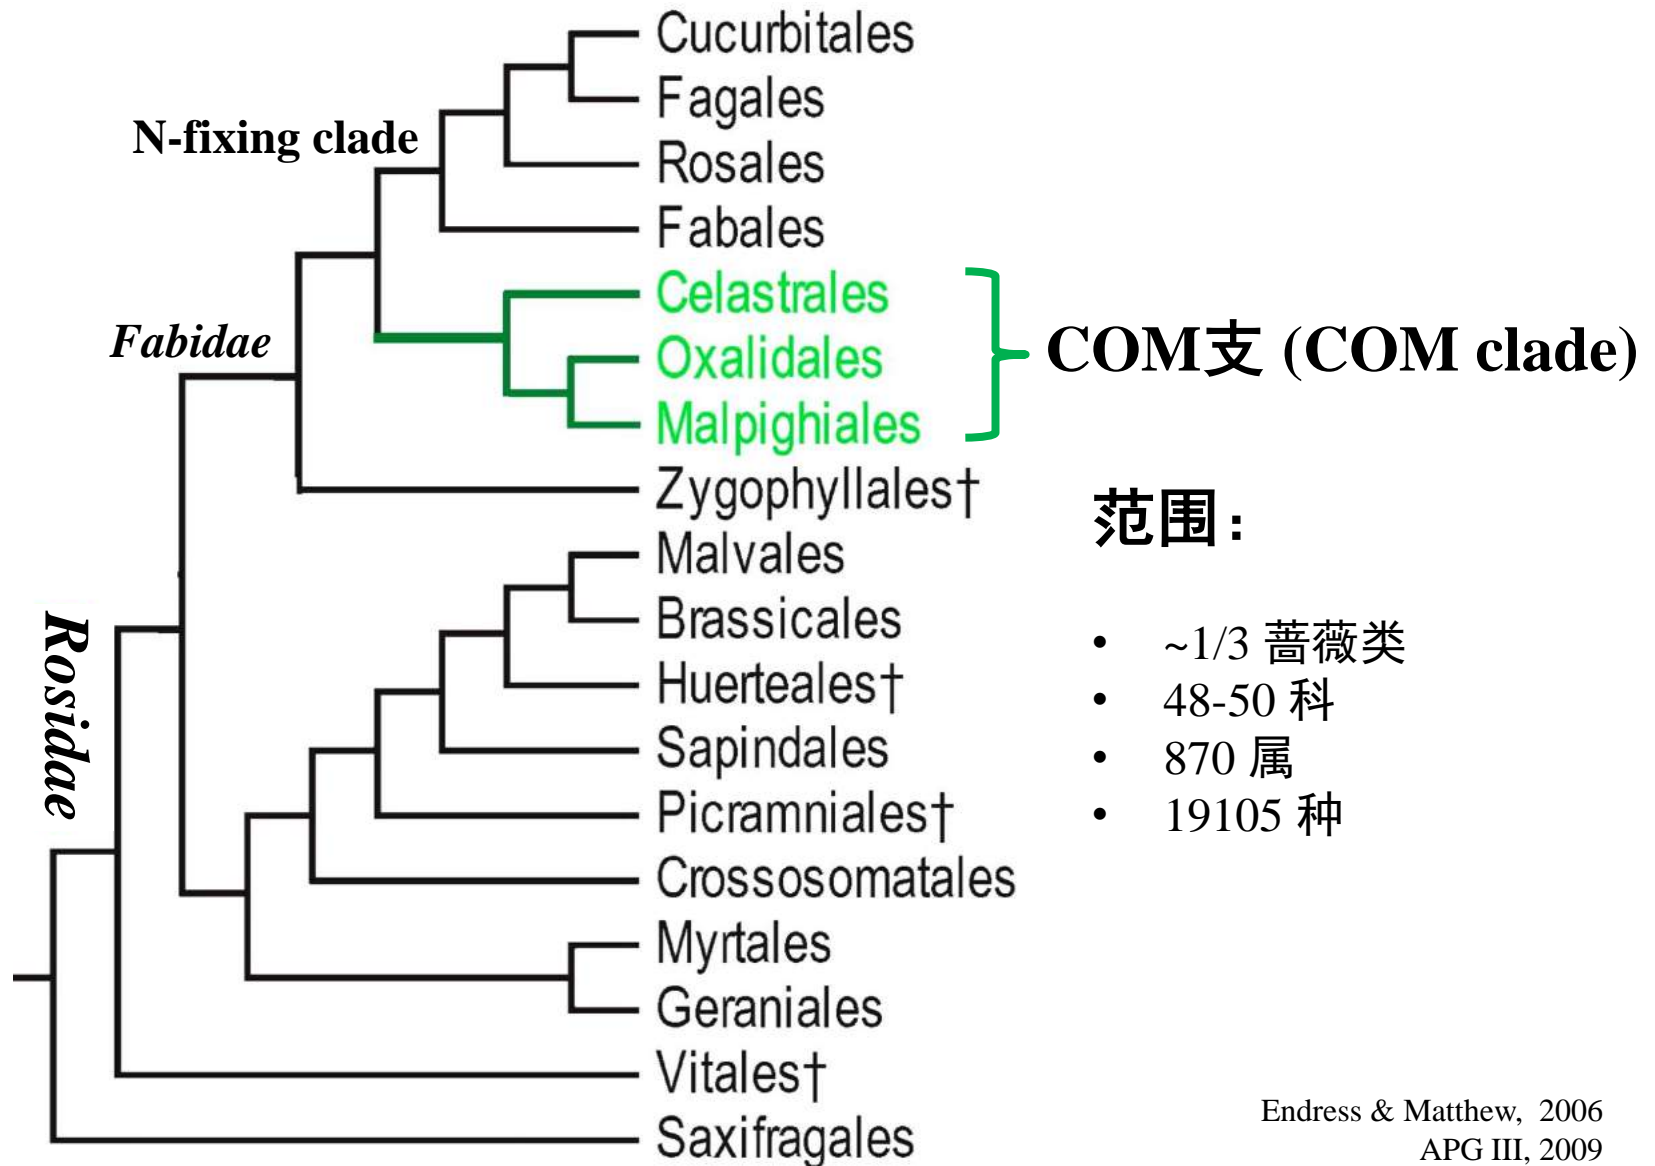 Cucurbitales
Fagales
N-fixing clade
Rosales
Fabales
Celastrales
Fabidae
Oxalidales
COM支 (COM clade)
Malpighiales
Zygophyllales†
范围：
Malvales
Brassicales
• ~1/3 蔷薇类
Huerteales†
• 48-50 科
Rosidae
Sapindales
• 870 属
Picramniales†
• 19105 种
Crossosomatales
Myrtales
Geraniales
Vitales†
Saxifragales
Endress & Matthew, 2006
APG III, 2009